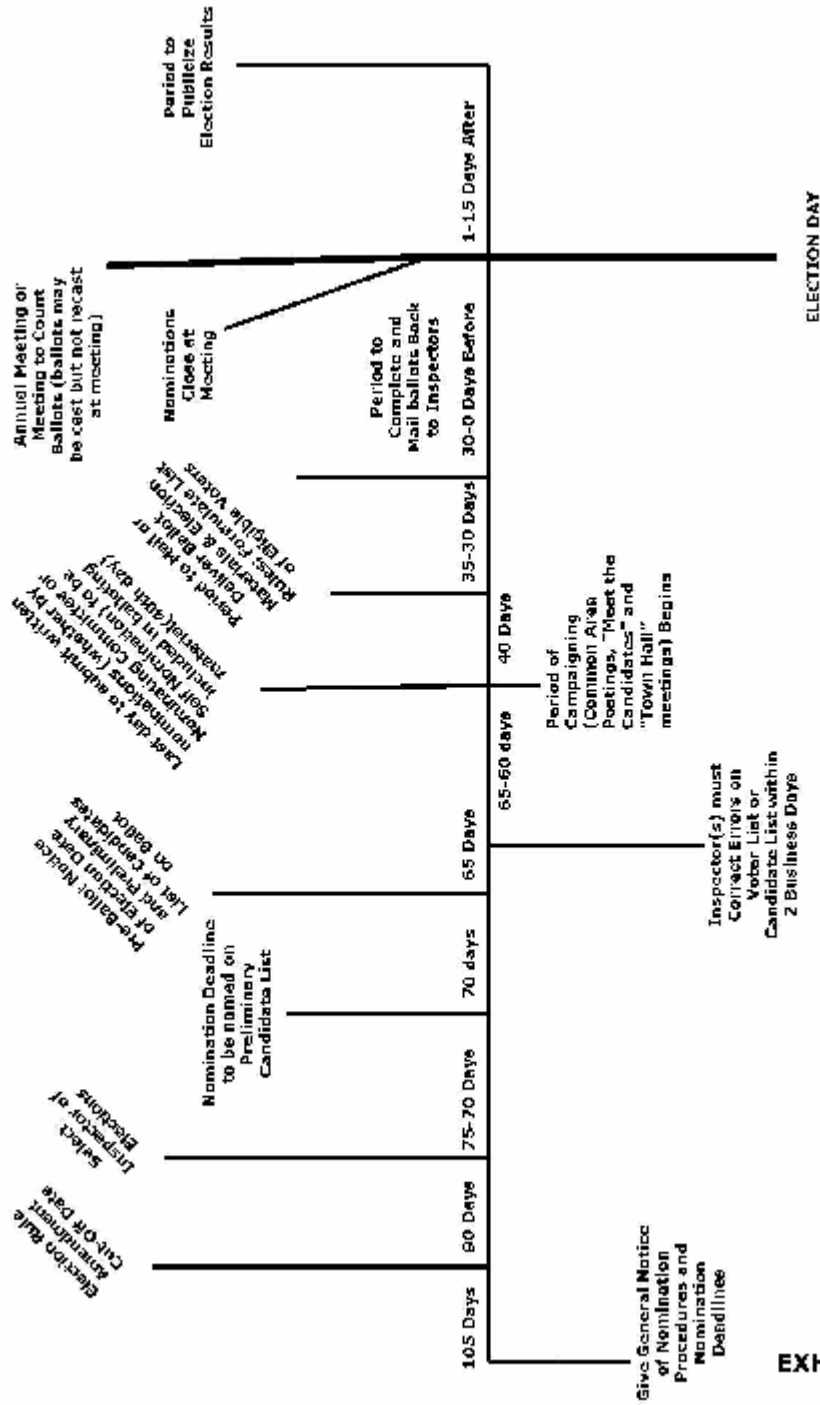 105 Days
Give General Notice
of Nomination
Procedures and
Nomination
Deadlines
90 Days
Election Rule
Amendment
Cut-Off Date
75-70 Days
Select
Inspector of
Elections
70 days
Nomination Deadline
to be named on
Preliminary
Candidate List
65 Days
Pre-Ballot Notice
of Election Date
and Preliminary
List of Candidates
on Ballot
65-60 days
Inspector(s) must
Correct Errors on
Voter List or
Candidate List within
2 Business Days
40 Days
Last day to submit written
nominations (whether by
Nominating Committee or
Self Nomination) to be
included in balloting
material(40th day)
Period of
Campaigning
(Common Area
Postings, "Meet the
Candidates" and
"Town Hall"
meetings) Begins
35-30 Days
Period to Mail or
Deliver Ballot
Materials & Election
Rules; Formulate List
of Eligible Voters
30-0 Days Before
Period to
Complete and
Mail ballots Back
to Inspectors
Nominations
Close at
Meeting
Annual Meeting or
Meeting to Count
Ballots (ballots may
be cast but not recast
at meeting)
ELECTION DAY
1-15 Days After
Period to
Publicize
Election Results
EXH